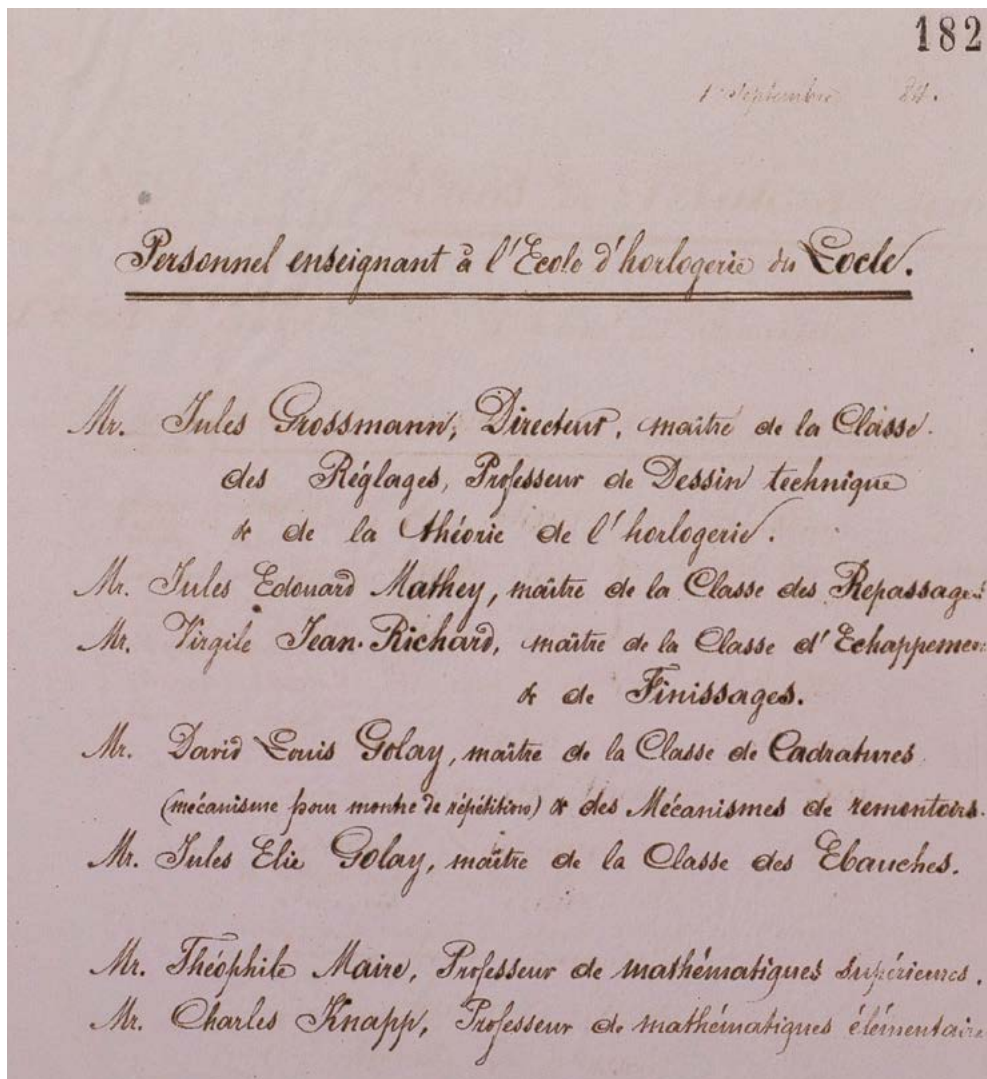 182
1 Septembre 84.
Personnel enseignant à l'Ecole d'horlogerie du Locle.
Mr. Jules Grossmann, Directeur, maître de la Classe.
des Réglages, Professeur de Dessin technique
& de la théorie de l'horlogerie.
Mr. Jules Edouard Mathey, maître de la Classe des Repassages
Mr. Virgile Jean-Richard, maître de la Classe d'Echappemen
& de Finissages.
Mr. David Louis Golay, maître de la Classe de Cadratures
(mécanisme pour montre de répétition) & des Mécanismes de remontoirs.
Mr. Jules Elie Golay, maître de la Classe des Ebauches.
Mr. Théophile Maire, Professeur de mathématiques supérieures.
Mr. Charles Knapp, Professeur de mathématiques élémentaire